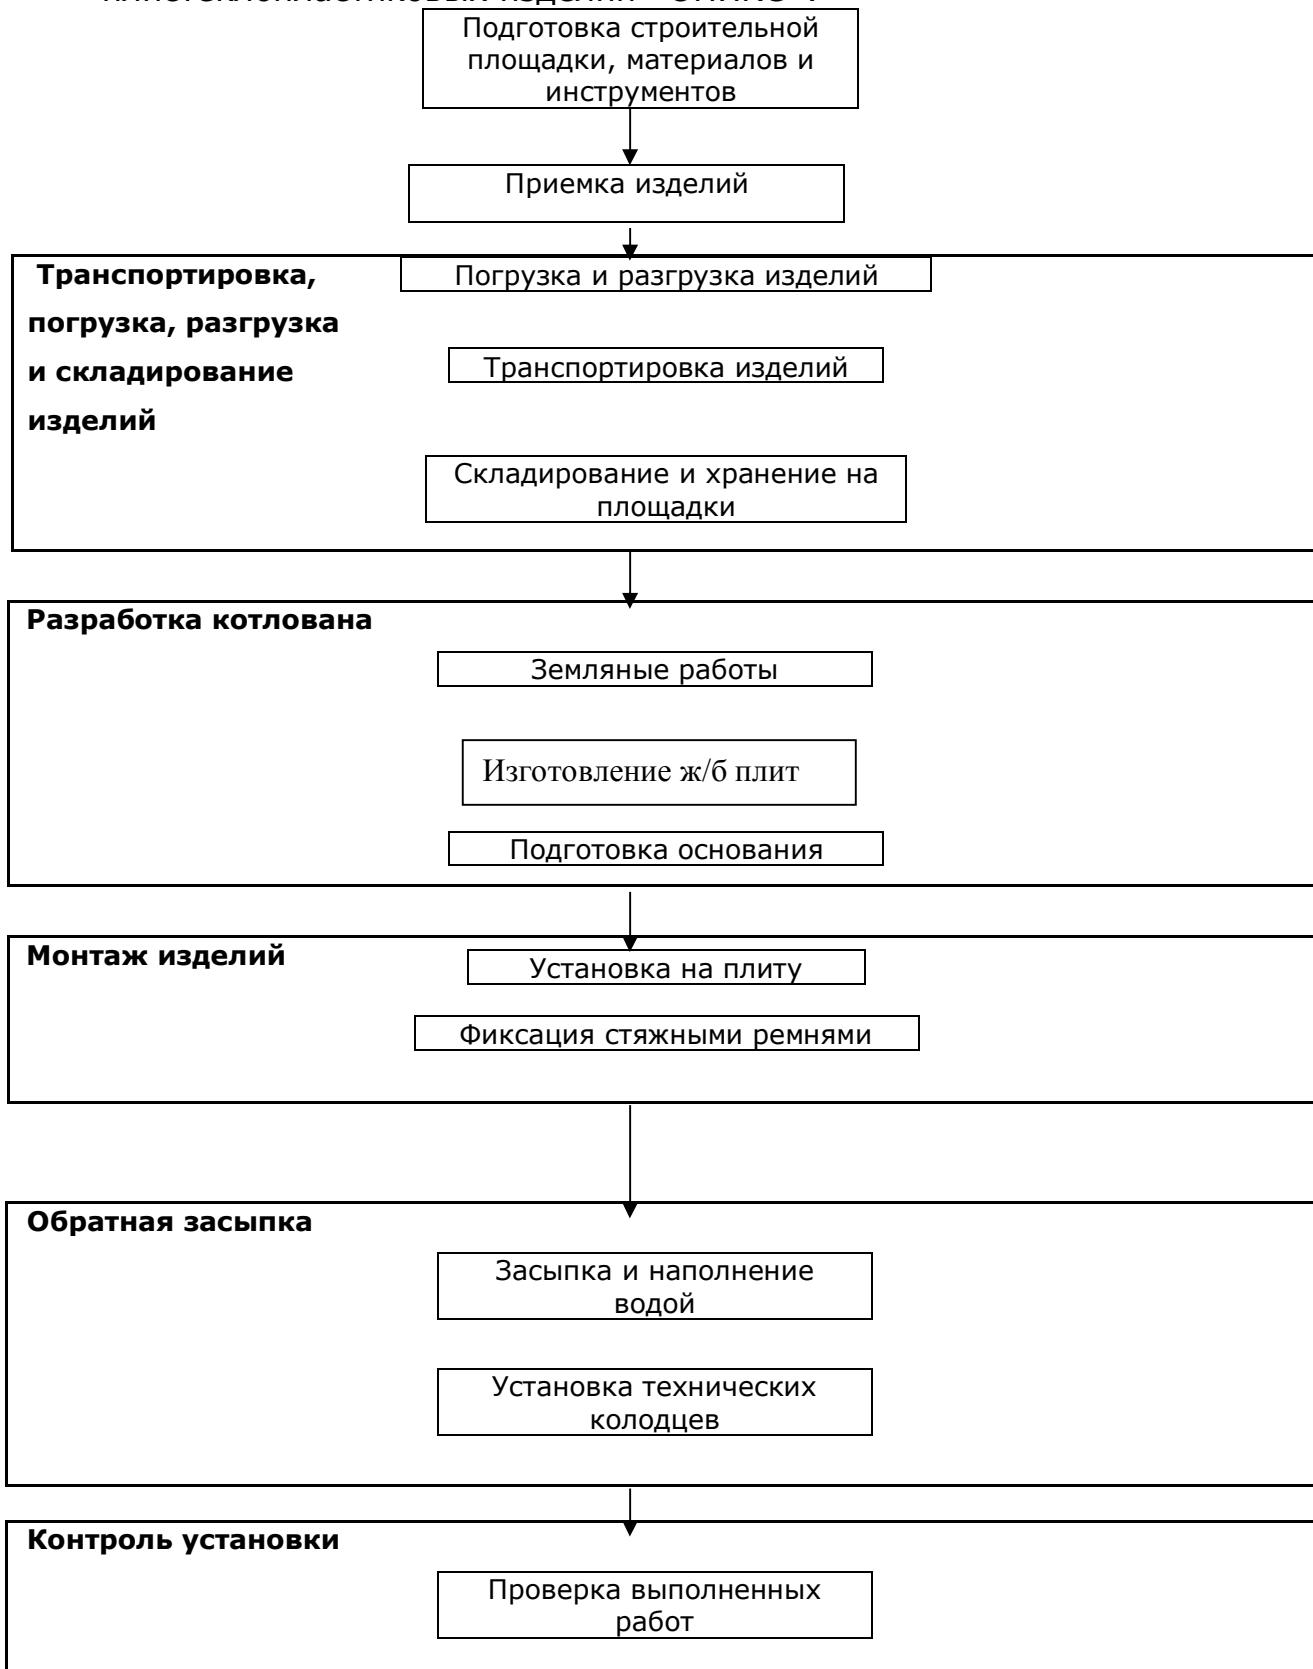 Подготовка строительной
площадки, материалов и
инструментов
Приемка изделий
Транспортировка,
погрузка, разгрузка
и складирование
изделий
Погрузка и разгрузка изделий
Транспортировка изделий
Складирование и хранение на
площадки
Разработка котлована
Земляные работы
Изготовление ж/б плит
Подготовка основания
Монтаж изделий
Установка на плиту
Фиксация стяжными ремнями
Обратная засыпка
Засыпка и наполнение
водой
Установка технических
колодцев
Контроль установки
Проверка выполненных
работ